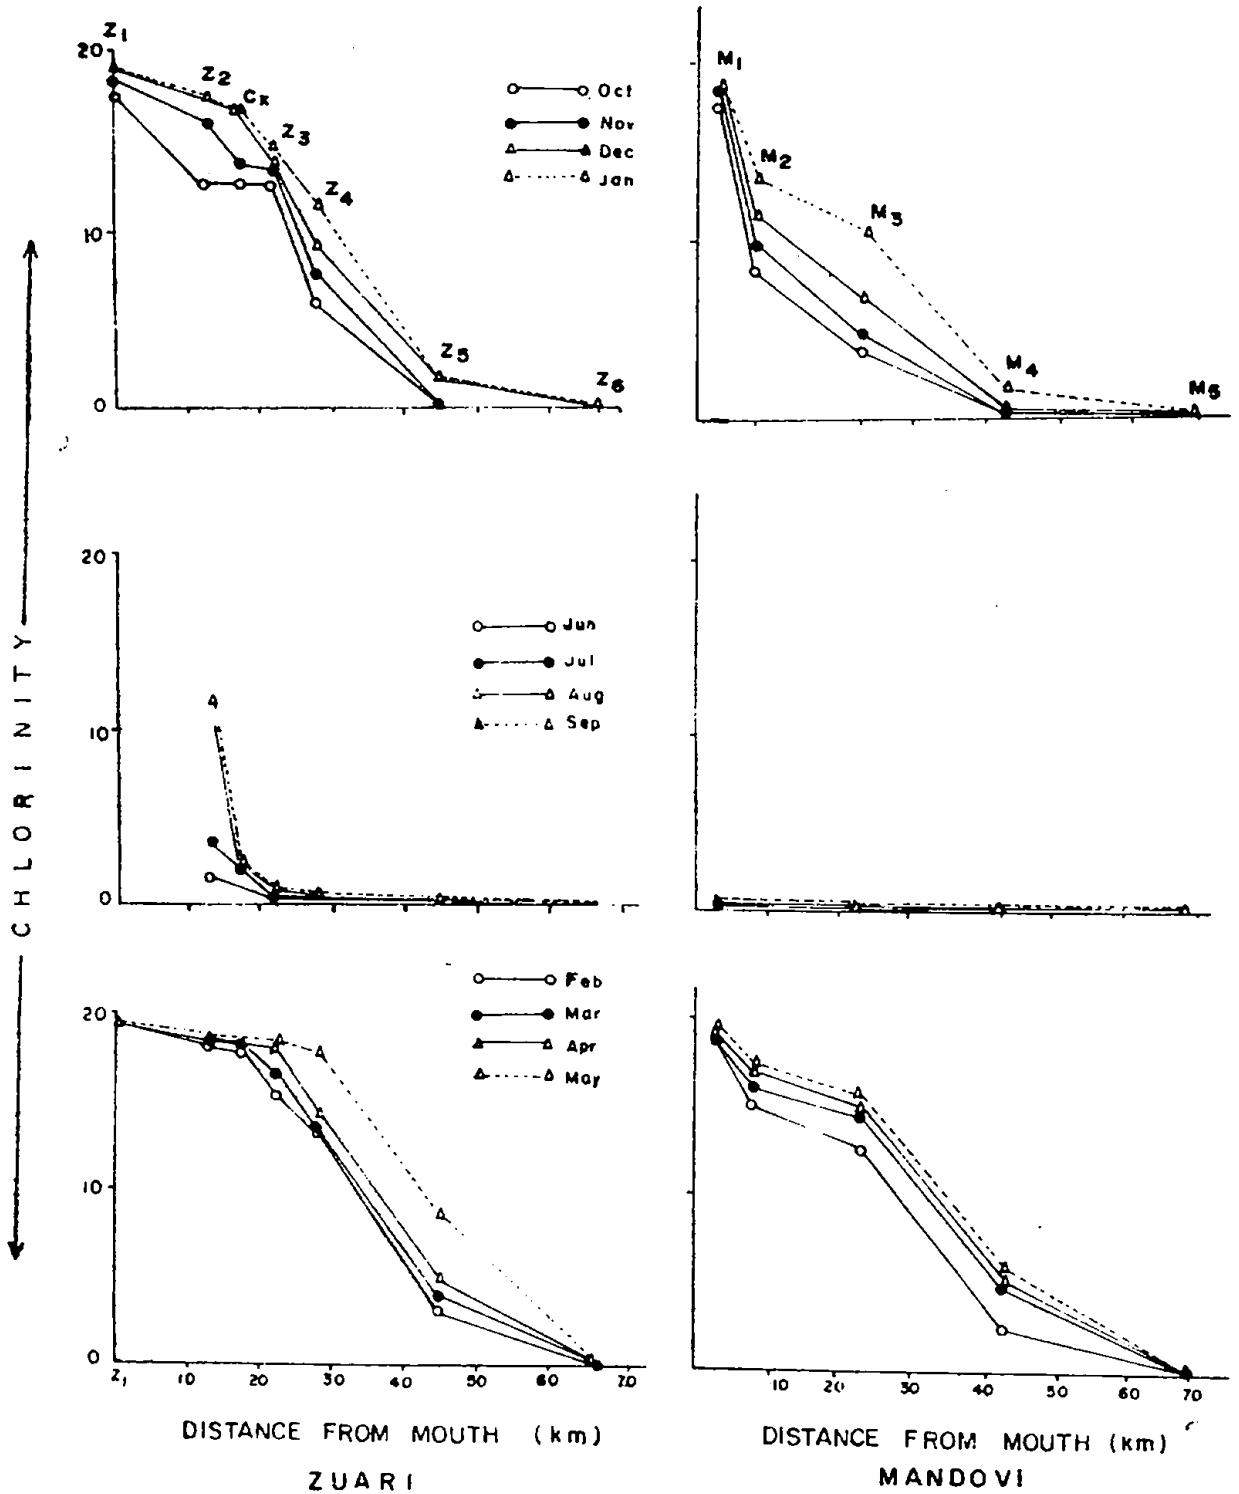 Z1
20
Z2
Cx
Z3
Z4
10
Z5
Z6
0
Oct
Nov
Dec
Jan
M1
M2
M3
M4
M5
20
10
0
Jun
Jul
Aug
Sep
CHLORINITY
20
10
0
Feb
Mar
Apr
May
Z1 10 20 30 40 50 60 70
10 20 30 40 50 60 70
DISTANCE FROM MOUTH (km)
DISTANCE FROM MOUTH (km)
ZUARI
MANDOVI